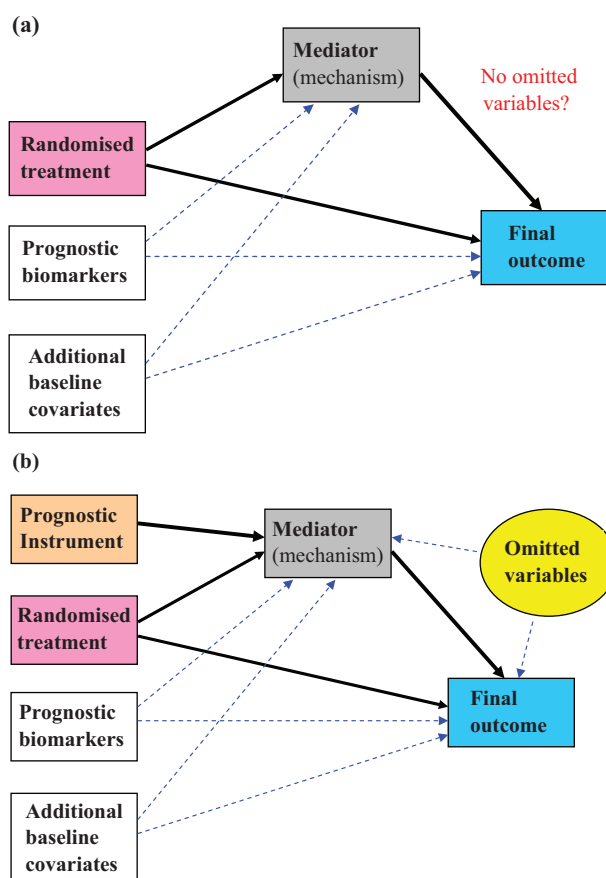 (a)
Mediator
(mechanism)
No omitted
variables?
Randomised
treatment
Prognostic
biomarkers
Final
outcome
Additional
baseline
covariates
(b)
Prognostic
Instrument
Mediator
(mechanism)
Omitted
variables
Randomised
treatment
Prognostic
biomarkers
Final
outcome
Additional
baseline
covariates